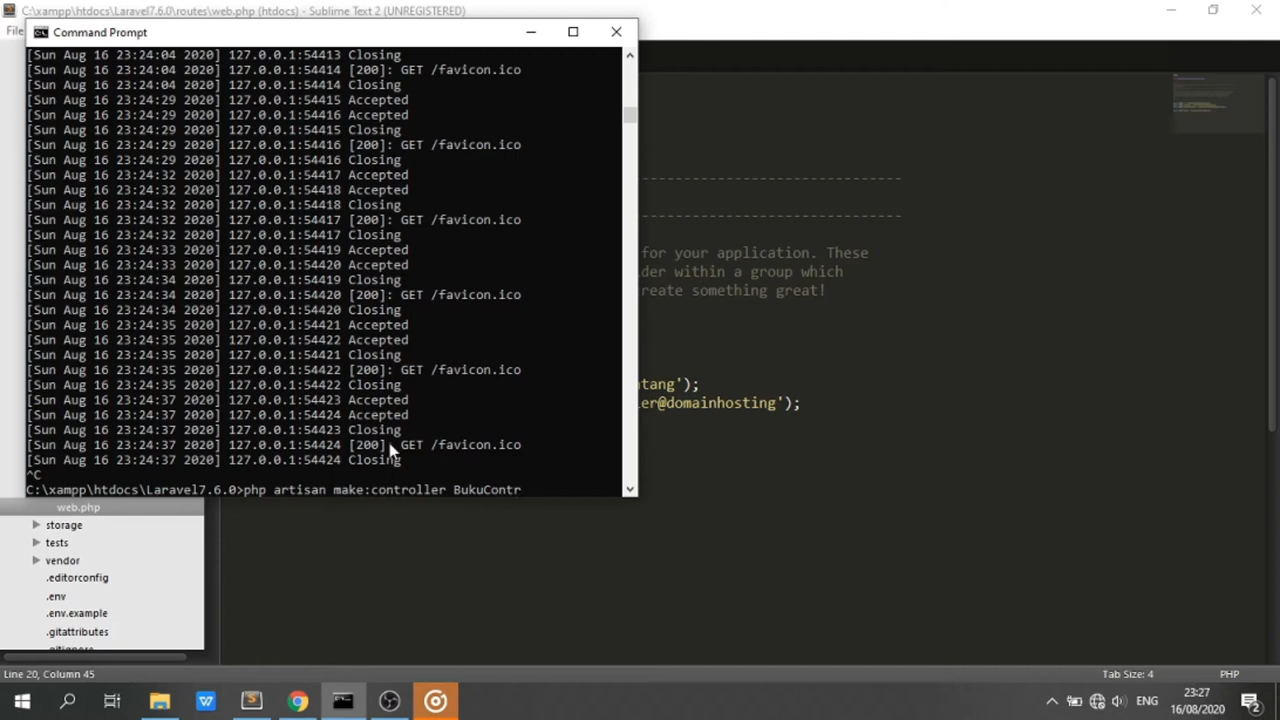 C:\xampp\htdocs\Laravel7.6.0\routes\web.php (htdocs) - Sublime Text 2 (UNREGISTERED)
File
Command Prompt
[Sun Aug 16 23:24:04 2020] 127.0.0.1:54413 Closing
[Sun Aug 16 23:24:04 2020] 127.0.0.1:54414 [200]: GET /favicon.ico
[Sun Aug 16 23:24:04 2020] 127.0.0.1:54414 Closing
[Sun Aug 16 23:24:29 2020] 127.0.0.1:54415 Accepted
[Sun Aug 16 23:24:29 2020] 127.0.0.1:54416 Accepted
[Sun Aug 16 23:24:29 2020] 127.0.0.1:54415 Closing
[Sun Aug 16 23:24:29 2020] 127.0.0.1:54416 [200]: GET /favicon.ico
[Sun Aug 16 23:24:29 2020] 127.0.0.1:54416 Closing
[Sun Aug 16 23:24:32 2020] 127.0.0.1:54417 Accepted
[Sun Aug 16 23:24:32 2020] 127.0.0.1:54418 Accepted
[Sun Aug 16 23:24:32 2020] 127.0.0.1:54418 Closing
[Sun Aug 16 23:24:32 2020] 127.0.0.1:54417 [200]: GET /favicon.ico
[Sun Aug 16 23:24:32 2020] 127.0.0.1:54417 Closing
[Sun Aug 16 23:24:33 2020] 127.0.0.1:54419 Accepted
[Sun Aug 16 23:24:33 2020] 127.0.0.1:54420 Accepted
[Sun Aug 16 23:24:34 2020] 127.0.0.1:54419 Closing
[Sun Aug 16 23:24:34 2020] 127.0.0.1:54420 [200]: GET /favicon.ico
[Sun Aug 16 23:24:34 2020] 127.0.0.1:54420 Closing
[Sun Aug 16 23:24:35 2020] 127.0.0.1:54421 Accepted
[Sun Aug 16 23:24:35 2020] 127.0.0.1:54422 Accepted
[Sun Aug 16 23:24:35 2020] 127.0.0.1:54421 Closing
[Sun Aug 16 23:24:35 2020] 127.0.0.1:54422 [200]: GET /favicon.ico
[Sun Aug 16 23:24:35 2020] 127.0.0.1:54422 Closing
[Sun Aug 16 23:24:37 2020] 127.0.0.1:54423 Accepted
[Sun Aug 16 23:24:37 2020] 127.0.0.1:54424 Accepted
[Sun Aug 16 23:24:37 2020] 127.0.0.1:54423 Closing
[Sun Aug 16 23:24:37 2020] 127.0.0.1:54424 [200]: GET /favicon.ico
[Sun Aug 16 23:24:37 2020] 127.0.0.1:54424 Closing
^C
C:\xampp\htdocs\Laravel7.6.0>php artisan make:controller BukuContr
for your application. These
der within a group which
reate something great!
ntang');
ler@domainhosting');
web.php
storage
tests
vendor
.editorconfig
.env
.env.example
.gitattributes
Line 20, Column 45
Tab Size: 4
PHP
ENG
23:27
16/08/2020
2